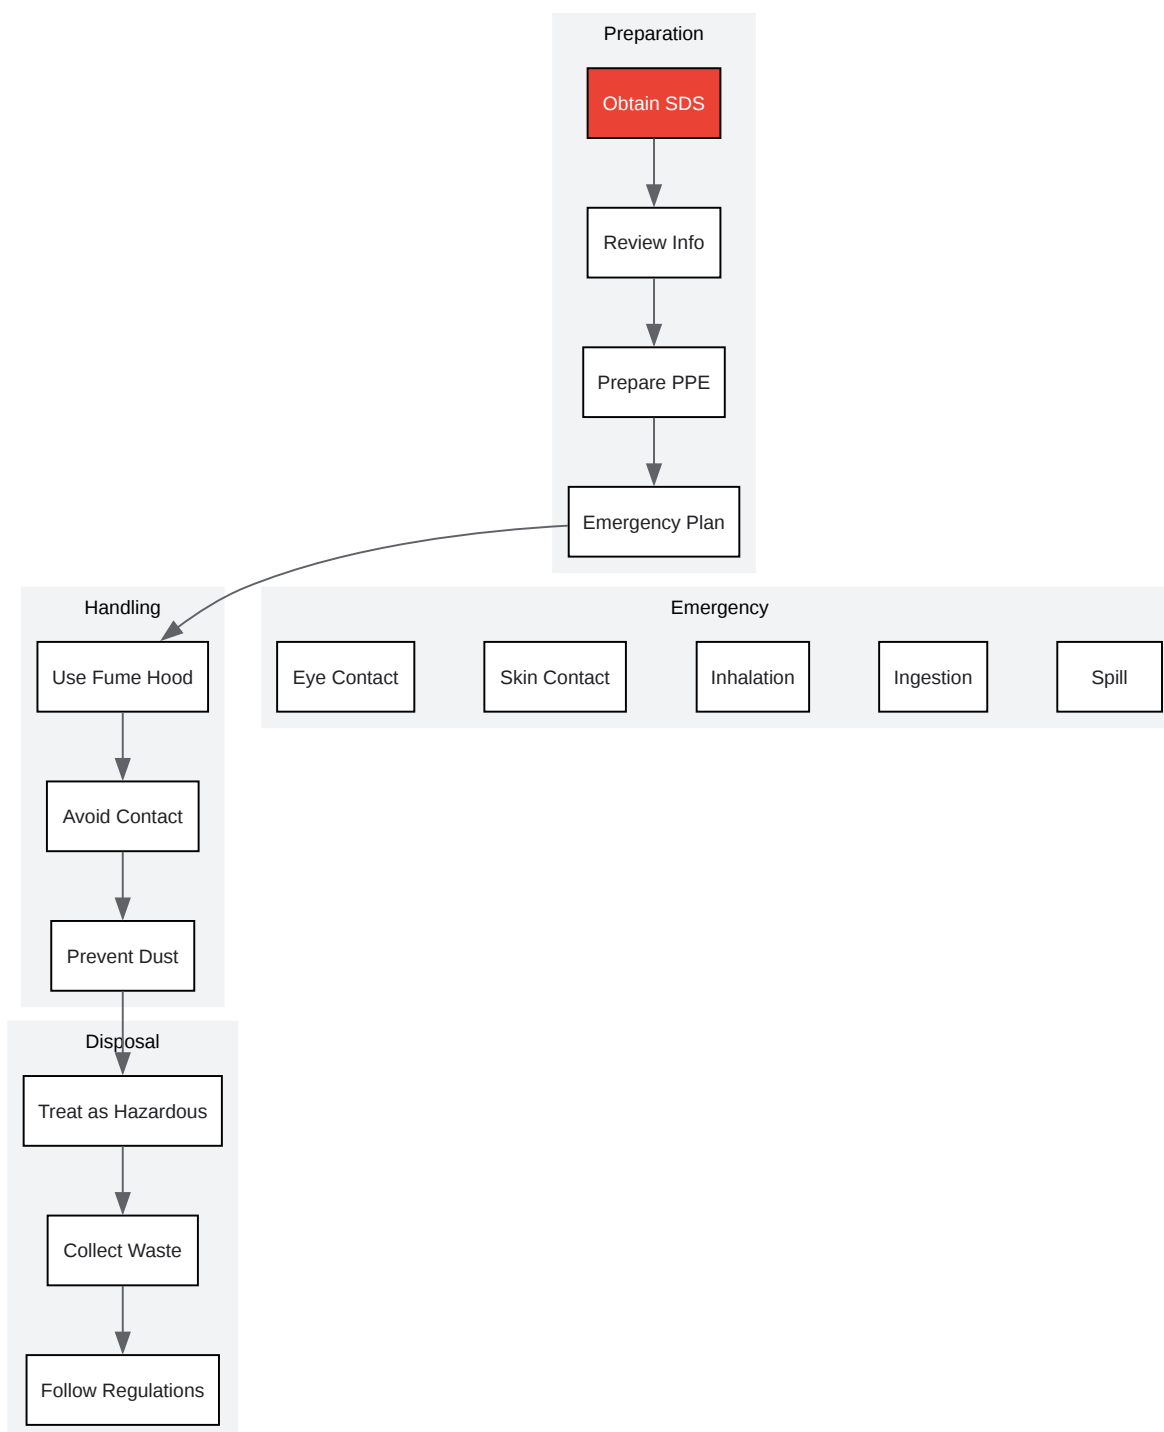 Preparation
Obtain SDS
Review Info
Prepare PPE
Emergency Plan
Handling
Use Fume Hood
Avoid Contact
Prevent Dust
Emergency
Eye Contact
Skin Contact
Inhalation
Ingestion
Spill
Disposal
Treat as Hazardous
Collect Waste
Follow Regulations